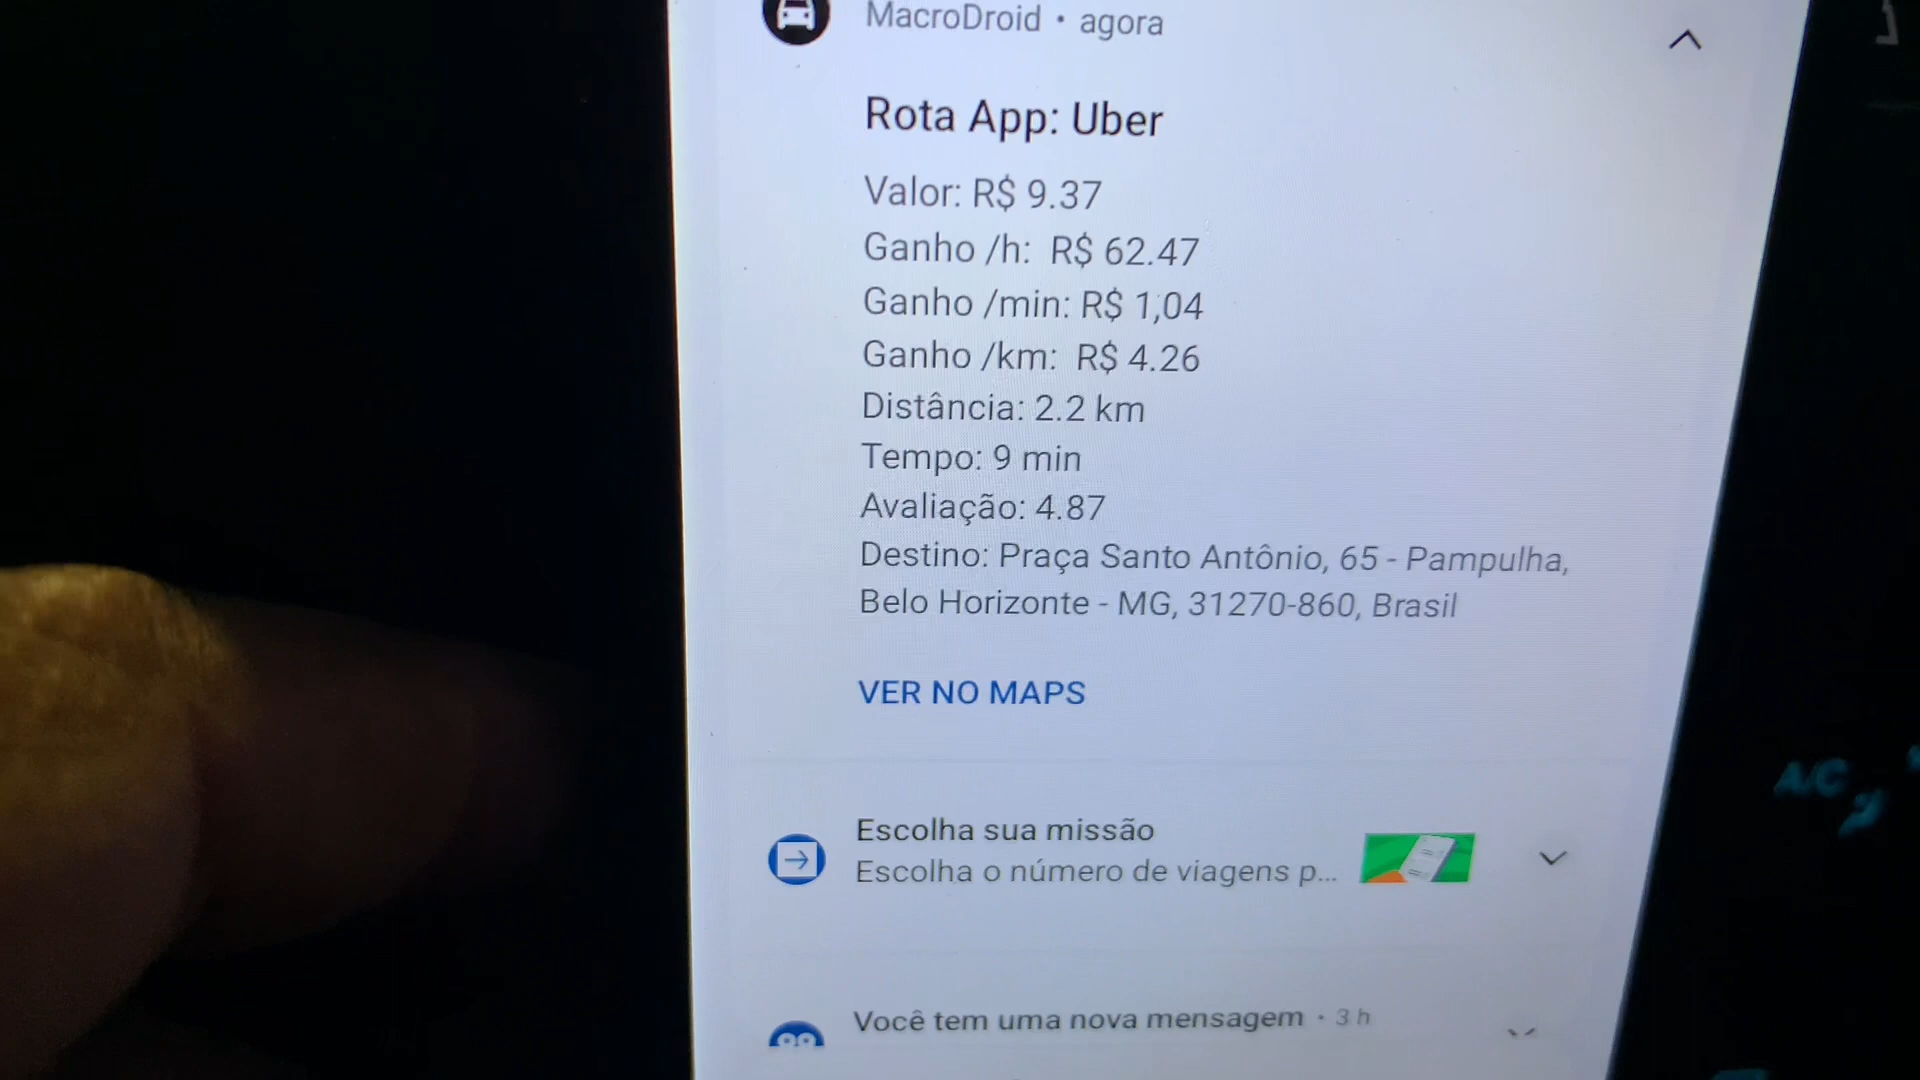 MacroDroid • agora
Rota App: Uber
Valor: R$ 9.37
Ganho /h: R$ 62.47
Ganho /min: R$ 1,04
Ganho /km: R$ 4.26
Distância: 2.2 km
Tempo: 9 min
Avaliação: 4.87
Destino: Praça Santo Antônio, 65 - Pampulha,
Belo Horizonte - MG, 31270-860, Brasil
VER NO MAPS
Escolha sua missão
Escolha o número de viagens p...
Você tem uma nova mensagem • 3 h
A/C